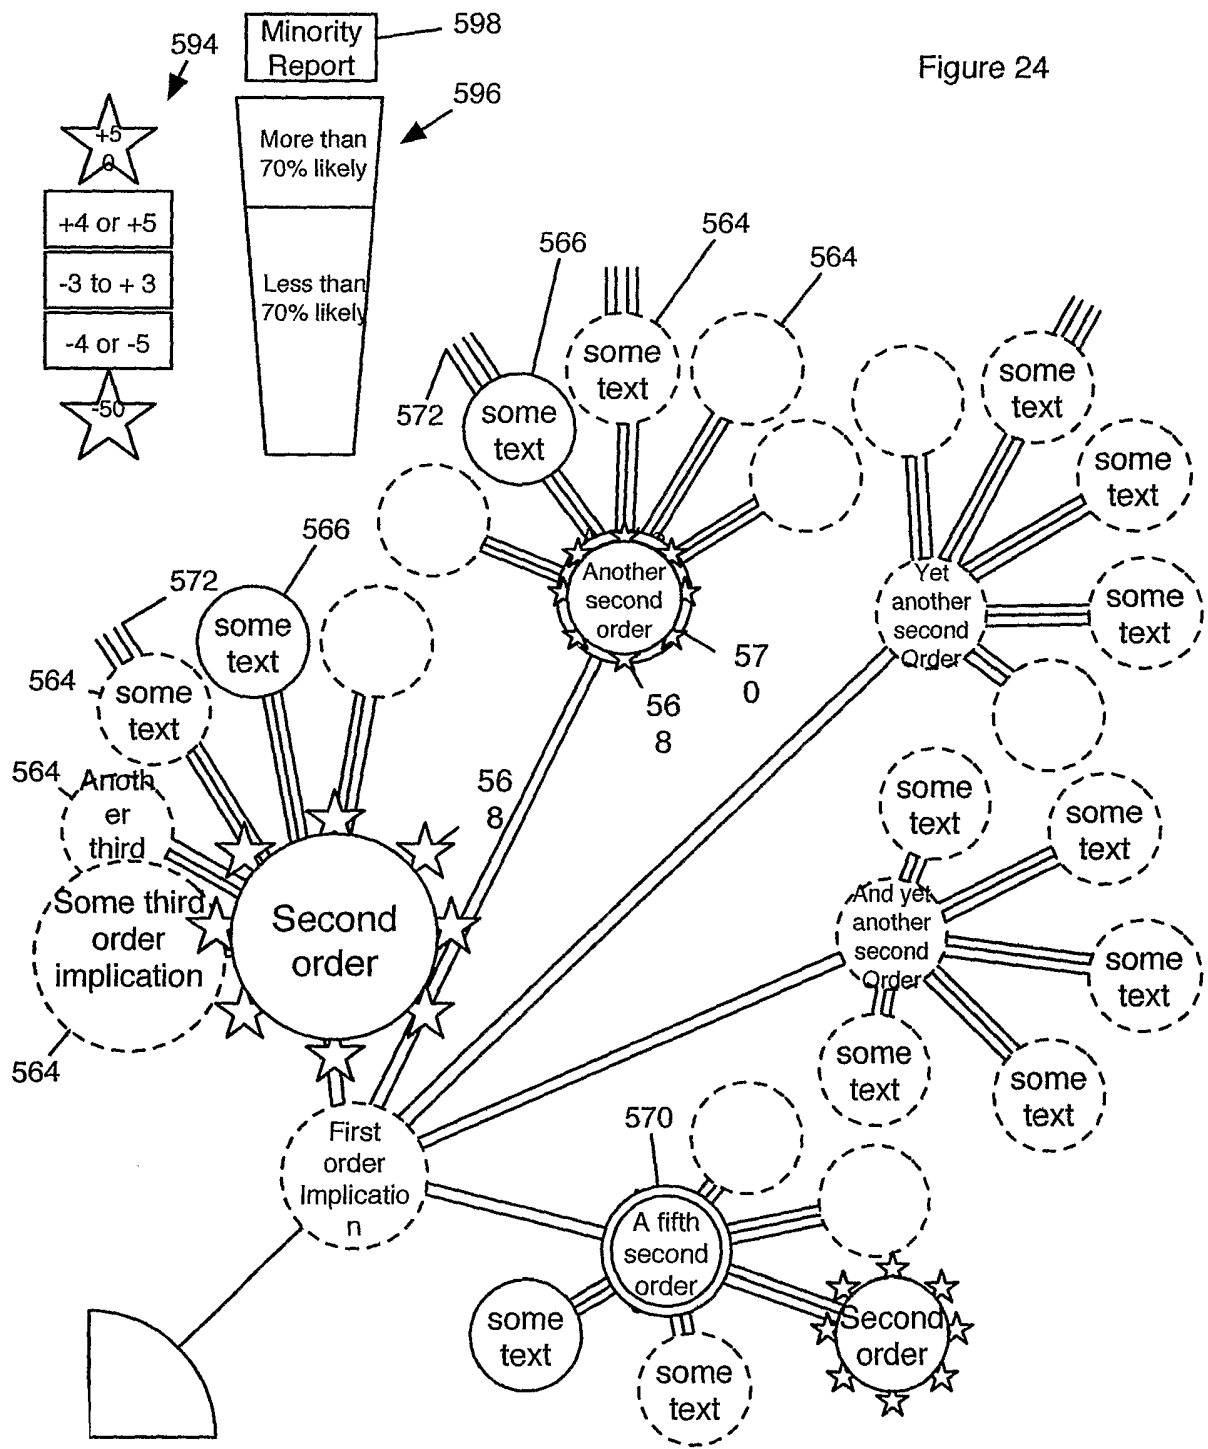 Minority
Report
598
594
Figure 24
596
+5
0
More than
70% likely
+4 or +5
-3 to + 3
-4 or -5
-50
Less than
70% likely
566
564
564
572
some
text
some
text
some
text
some
text
some
text
566
572
564
some
text
some
text
Another
second
order
57
0
56
8
Yet
another
second
Order
564
Anoth
er
third
56
8
some
text
some
text
Some third
order
implication
Second
order
And yet
another
second
Order
some
text
564
some
text
some
text
First
order
Implicatio
n
570
A fifth
second
order
some
text
some
text
Second
order